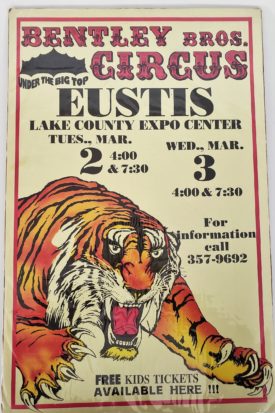 BENTLEY BROS.
CIRCUS
UNDER THE BIG TOP
EUSTIS
LAKE COUNTY EXPO CENTER
TUES., MAR.
2 4:00
& 7:30
WED., MAR.
3
4:00 & 7:30
For
information
call
357-9692
FREE KIDS TICKETS
AVAILABLE HERE !!!